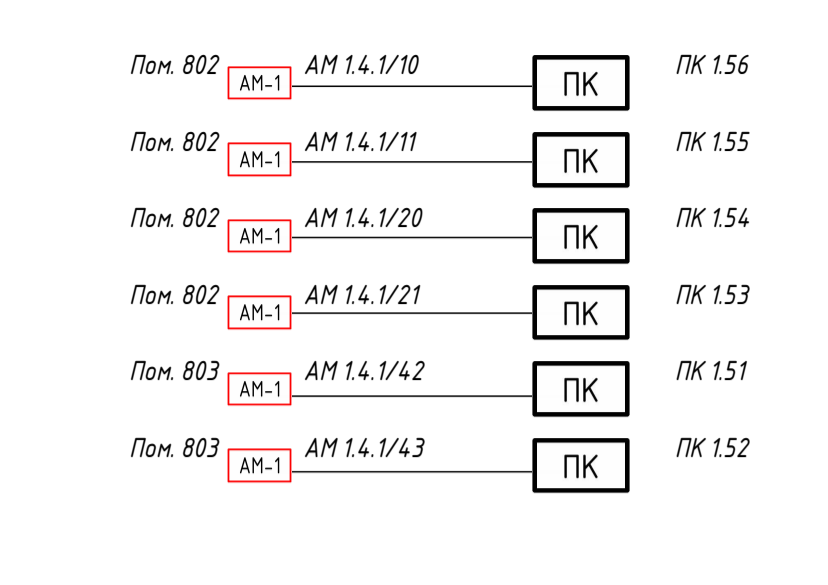 Пом. 802 АМ-1 АМ 1.4.1/10 ПК ПК 1.56
Пом. 802 АМ-1 АМ 1.4.1/11 ПК ПК 1.55
Пом. 802 АМ-1 АМ 1.4.1/20 ПК ПК 1.54
Пом. 802 АМ-1 АМ 1.4.1/21 ПК ПК 1.53
Пом. 803 АМ-1 АМ 1.4.1/42 ПК ПК 1.51
Пом. 803 АМ-1 АМ 1.4.1/43 ПК ПК 1.52